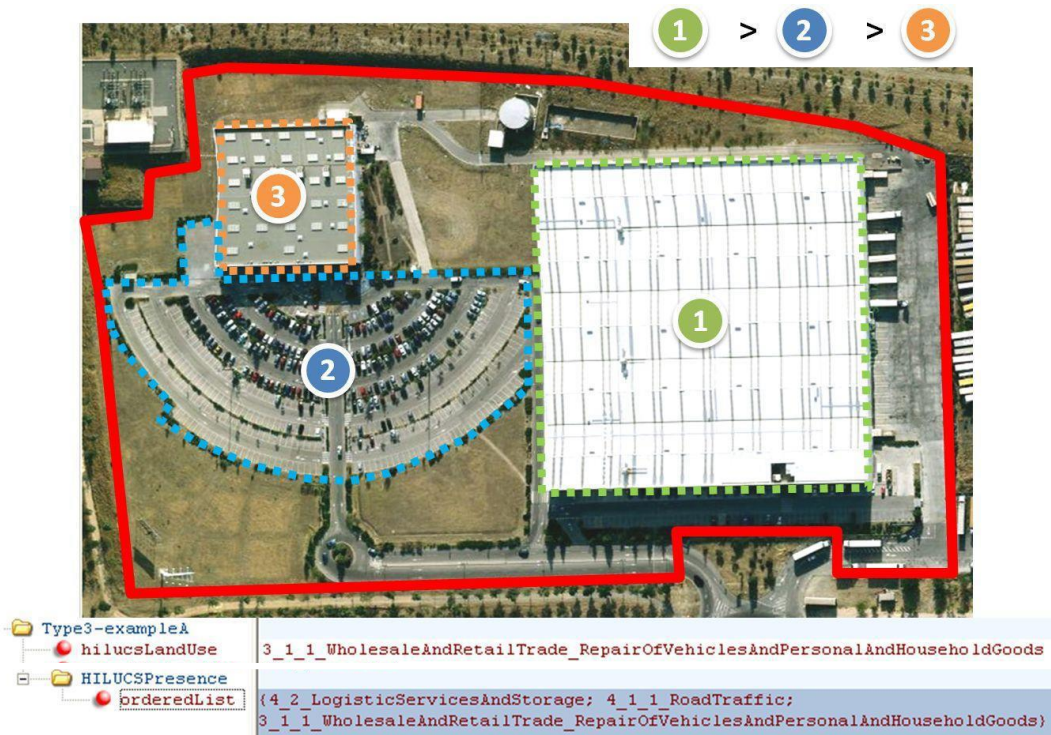 1 > 2 > 3
3
1
2
Type3-exampleA
hilucsLandUse 3_1_1_WholesaleAndRetailTrade_RepairOfVehiclesAndPersonalAndHouseholdGoods
HILUCSPresence
orderedList {4_2_LogisticServicesAndStorage; 4_1_1_RoadTraffic;
3_1_1_WholesaleAndRetailTrade_RepairOfVehiclesAndPersonalAndHouseholdGoods}